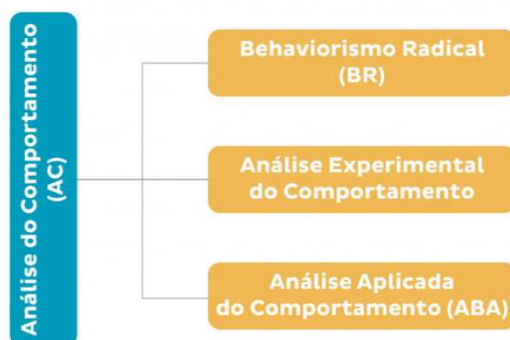 Análise do Comportamento
(AC)
Behaviorismo Radical
(BR)
Análise Experimental
do Comportamento
Análise Aplicada
do Comportamento (ABA)